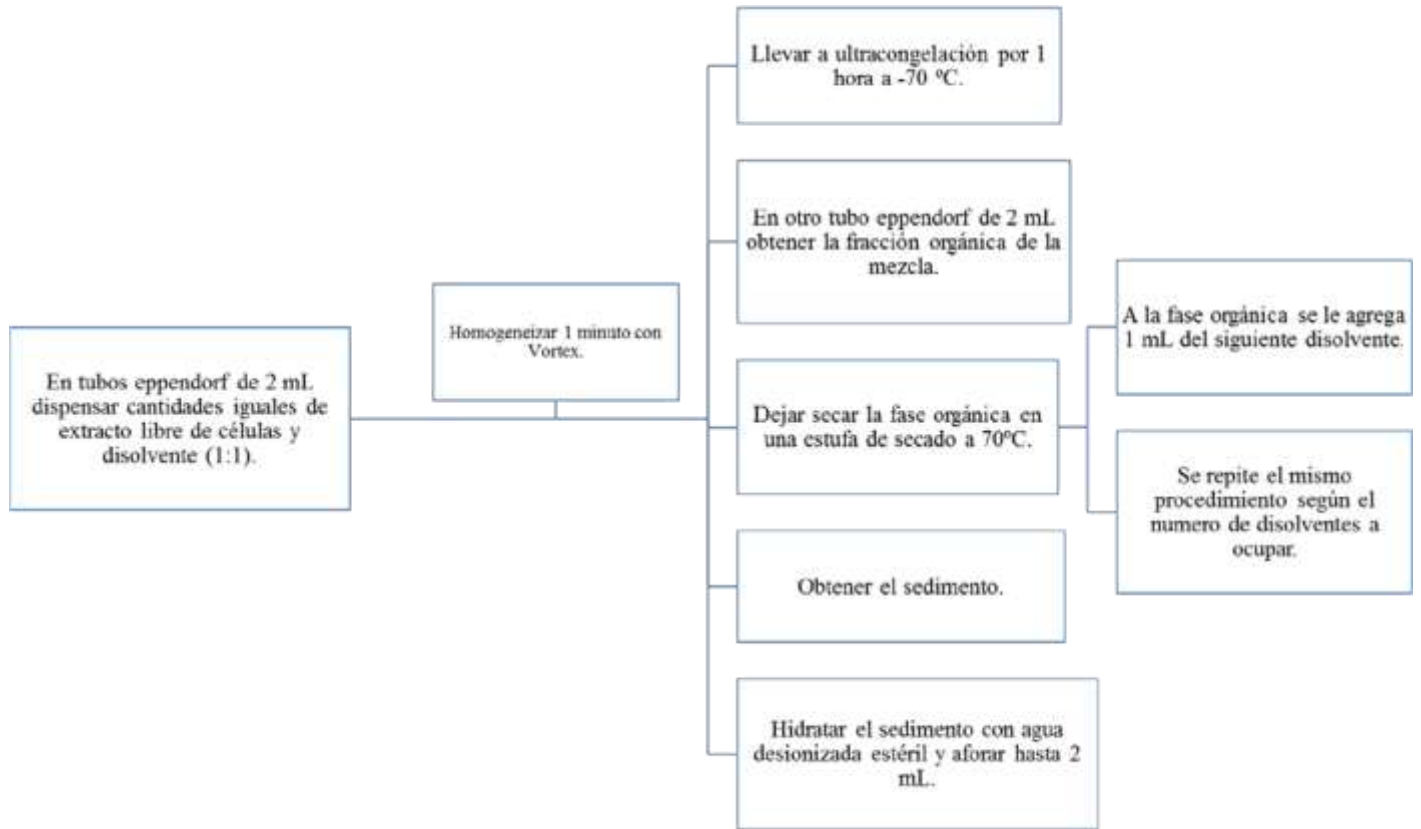 En tubos eppendorf de 2 mL
dispensar cantidades iguales de
extracto libre de células y
disolvente (1:1).
Homogeneizar 1 minuto con
Vortex.
Llevar a ultracongelación por 1
hora a -70 ºC.
En otro tubo eppendorf de 2 mL
obtener la fracción orgánica de la
mezcla.
Dejar secar la fase orgánica en
una estufa de secado a 70ºC.
A la fase orgánica se le agrega
1 mL del siguiente disolvente.
Se repite el mismo
procedimiento según el
numero de disolventes a
ocupar.
Obtener el sedimento.
Hidratar el sedimento con agua
desionizada estéril y aforar hasta 2
mL.